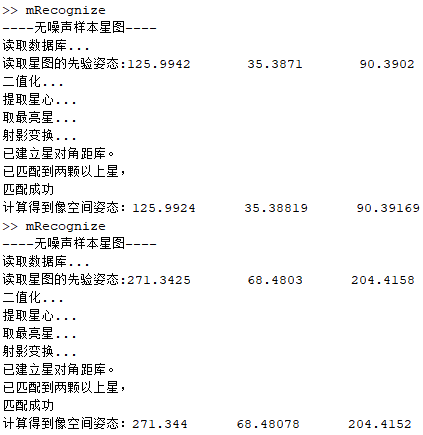 >> mRecognize
----无噪声样本星图----
读取数据库...
读取星图的先验姿态:125.9942 35.3871 90.3902
二值化...
提取星心...
取最亮星...
射影变换...
已建立星对角距库。
已匹配到两颗以上星,
匹配成功
计算得到像空间姿态: 125.9924 35.38819 90.39169
>> mRecognize
----无噪声样本星图----
读取数据库...
读取星图的先验姿态:271.3425 68.4803 204.4158
二值化...
提取星心...
取最亮星...
射影变换...
已建立星对角距库。
已匹配到两颗以上星,
匹配成功
计算得到像空间姿态: 271.344 68.48078 204.4152